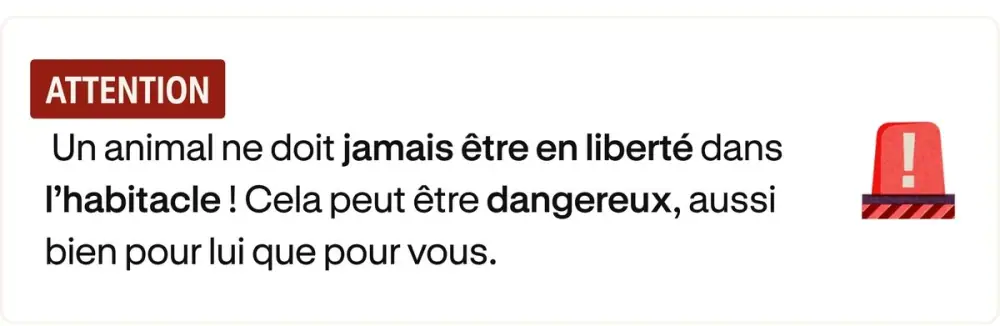 ATTENTION
Un animal ne doit jamais être en liberté dans
l’habitacle ! Cela peut être dangereux, aussi
bien pour lui que pour vous.
!